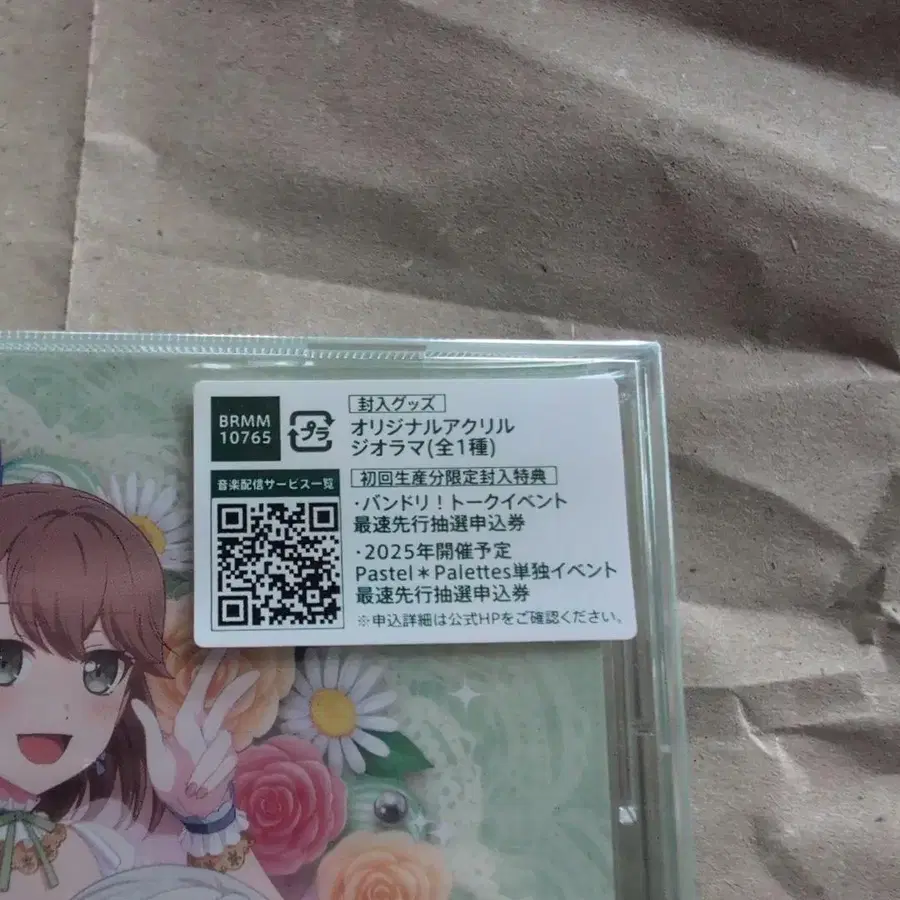 BRMM
10765
プラ
封入グッズ
オリジナルアクリル
ジオラマ(全1種)
音楽配信サービス一覧
初回生産分限定封入特典
・バンドリ！トークイベント
最速先行抽選申込券
・2025年開催予定
Pastel＊Palettes単独イベント
最速先行抽選申込券
※申込詳細は公式HPをご確認ください。